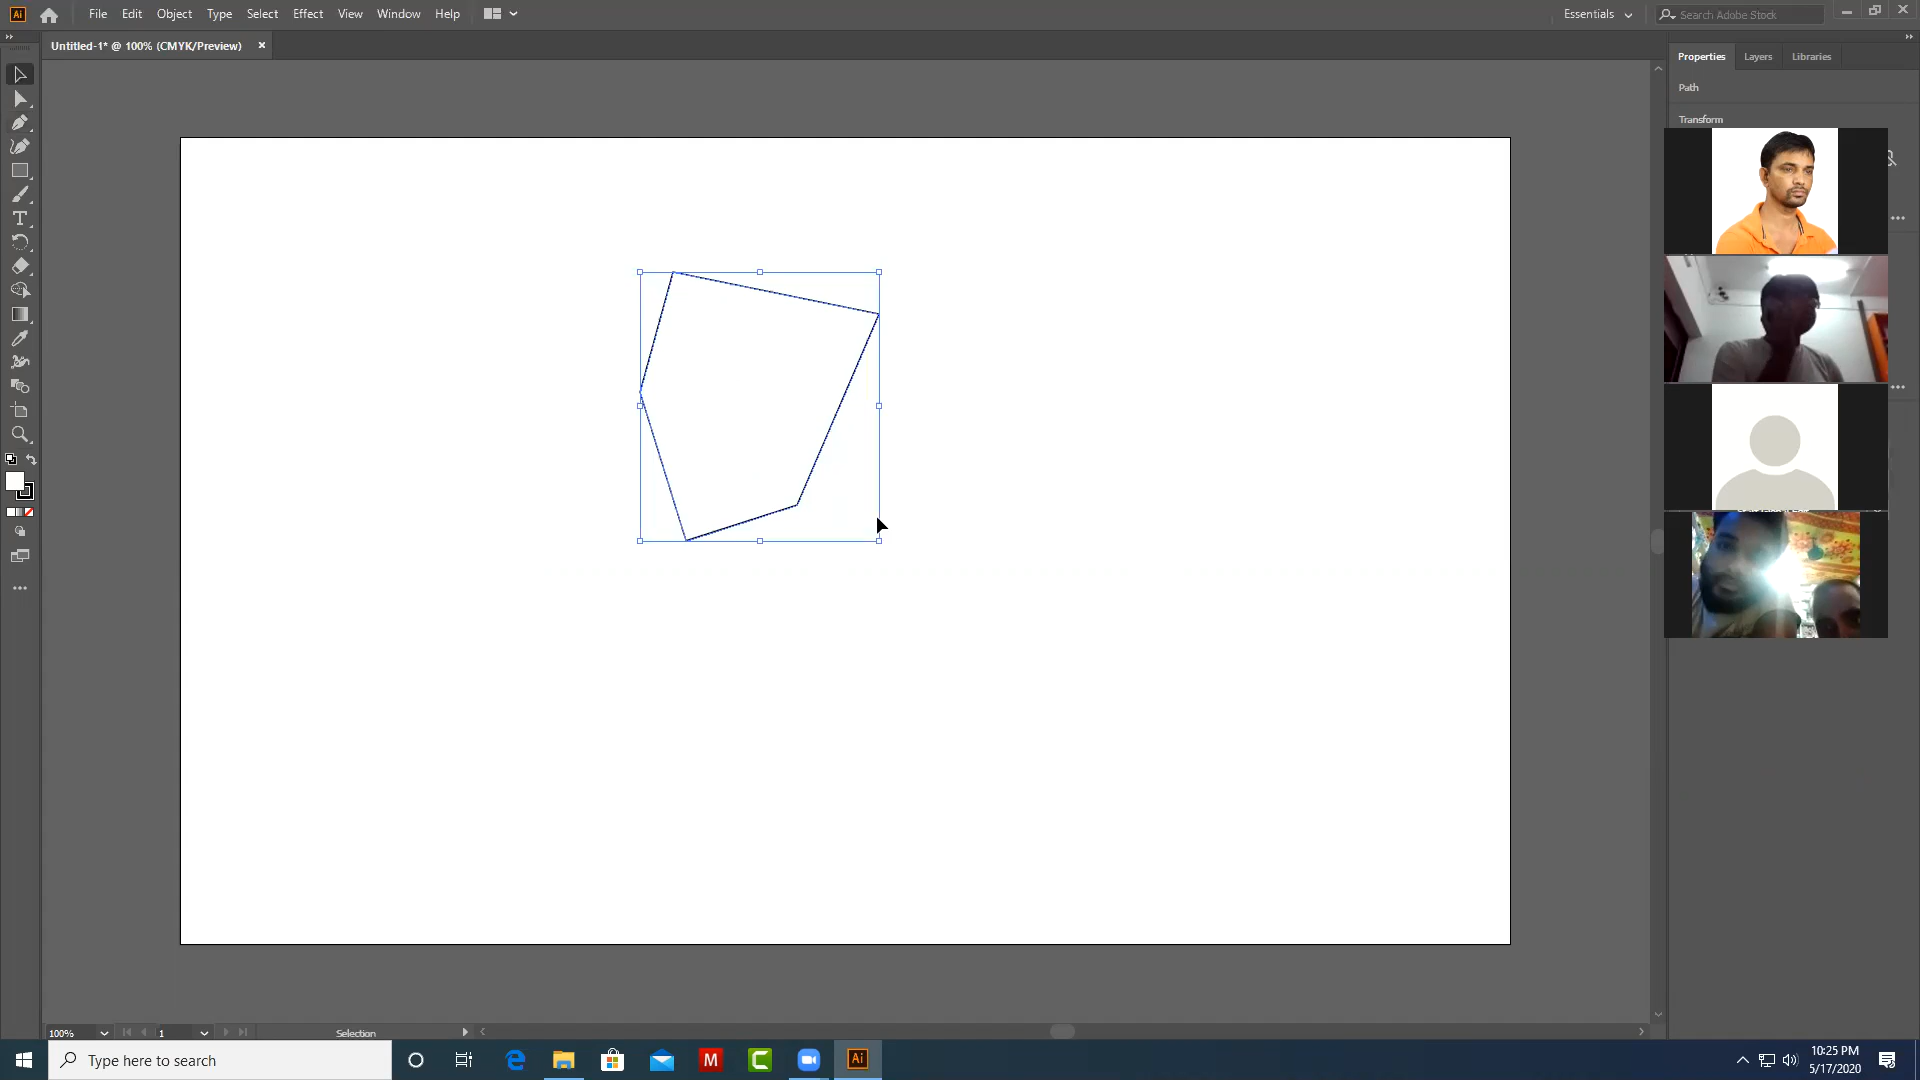 Ai File Edit Object Type Select Effect View Window Help Essentials Search Adobe Stock
Untitled-1* @ 100% (CMYK/Preview)
Properties Layers Libraries
Path
Transform
100% 1 Selection
Type here to search
M
Ai
10:25 PM
5/17/2020